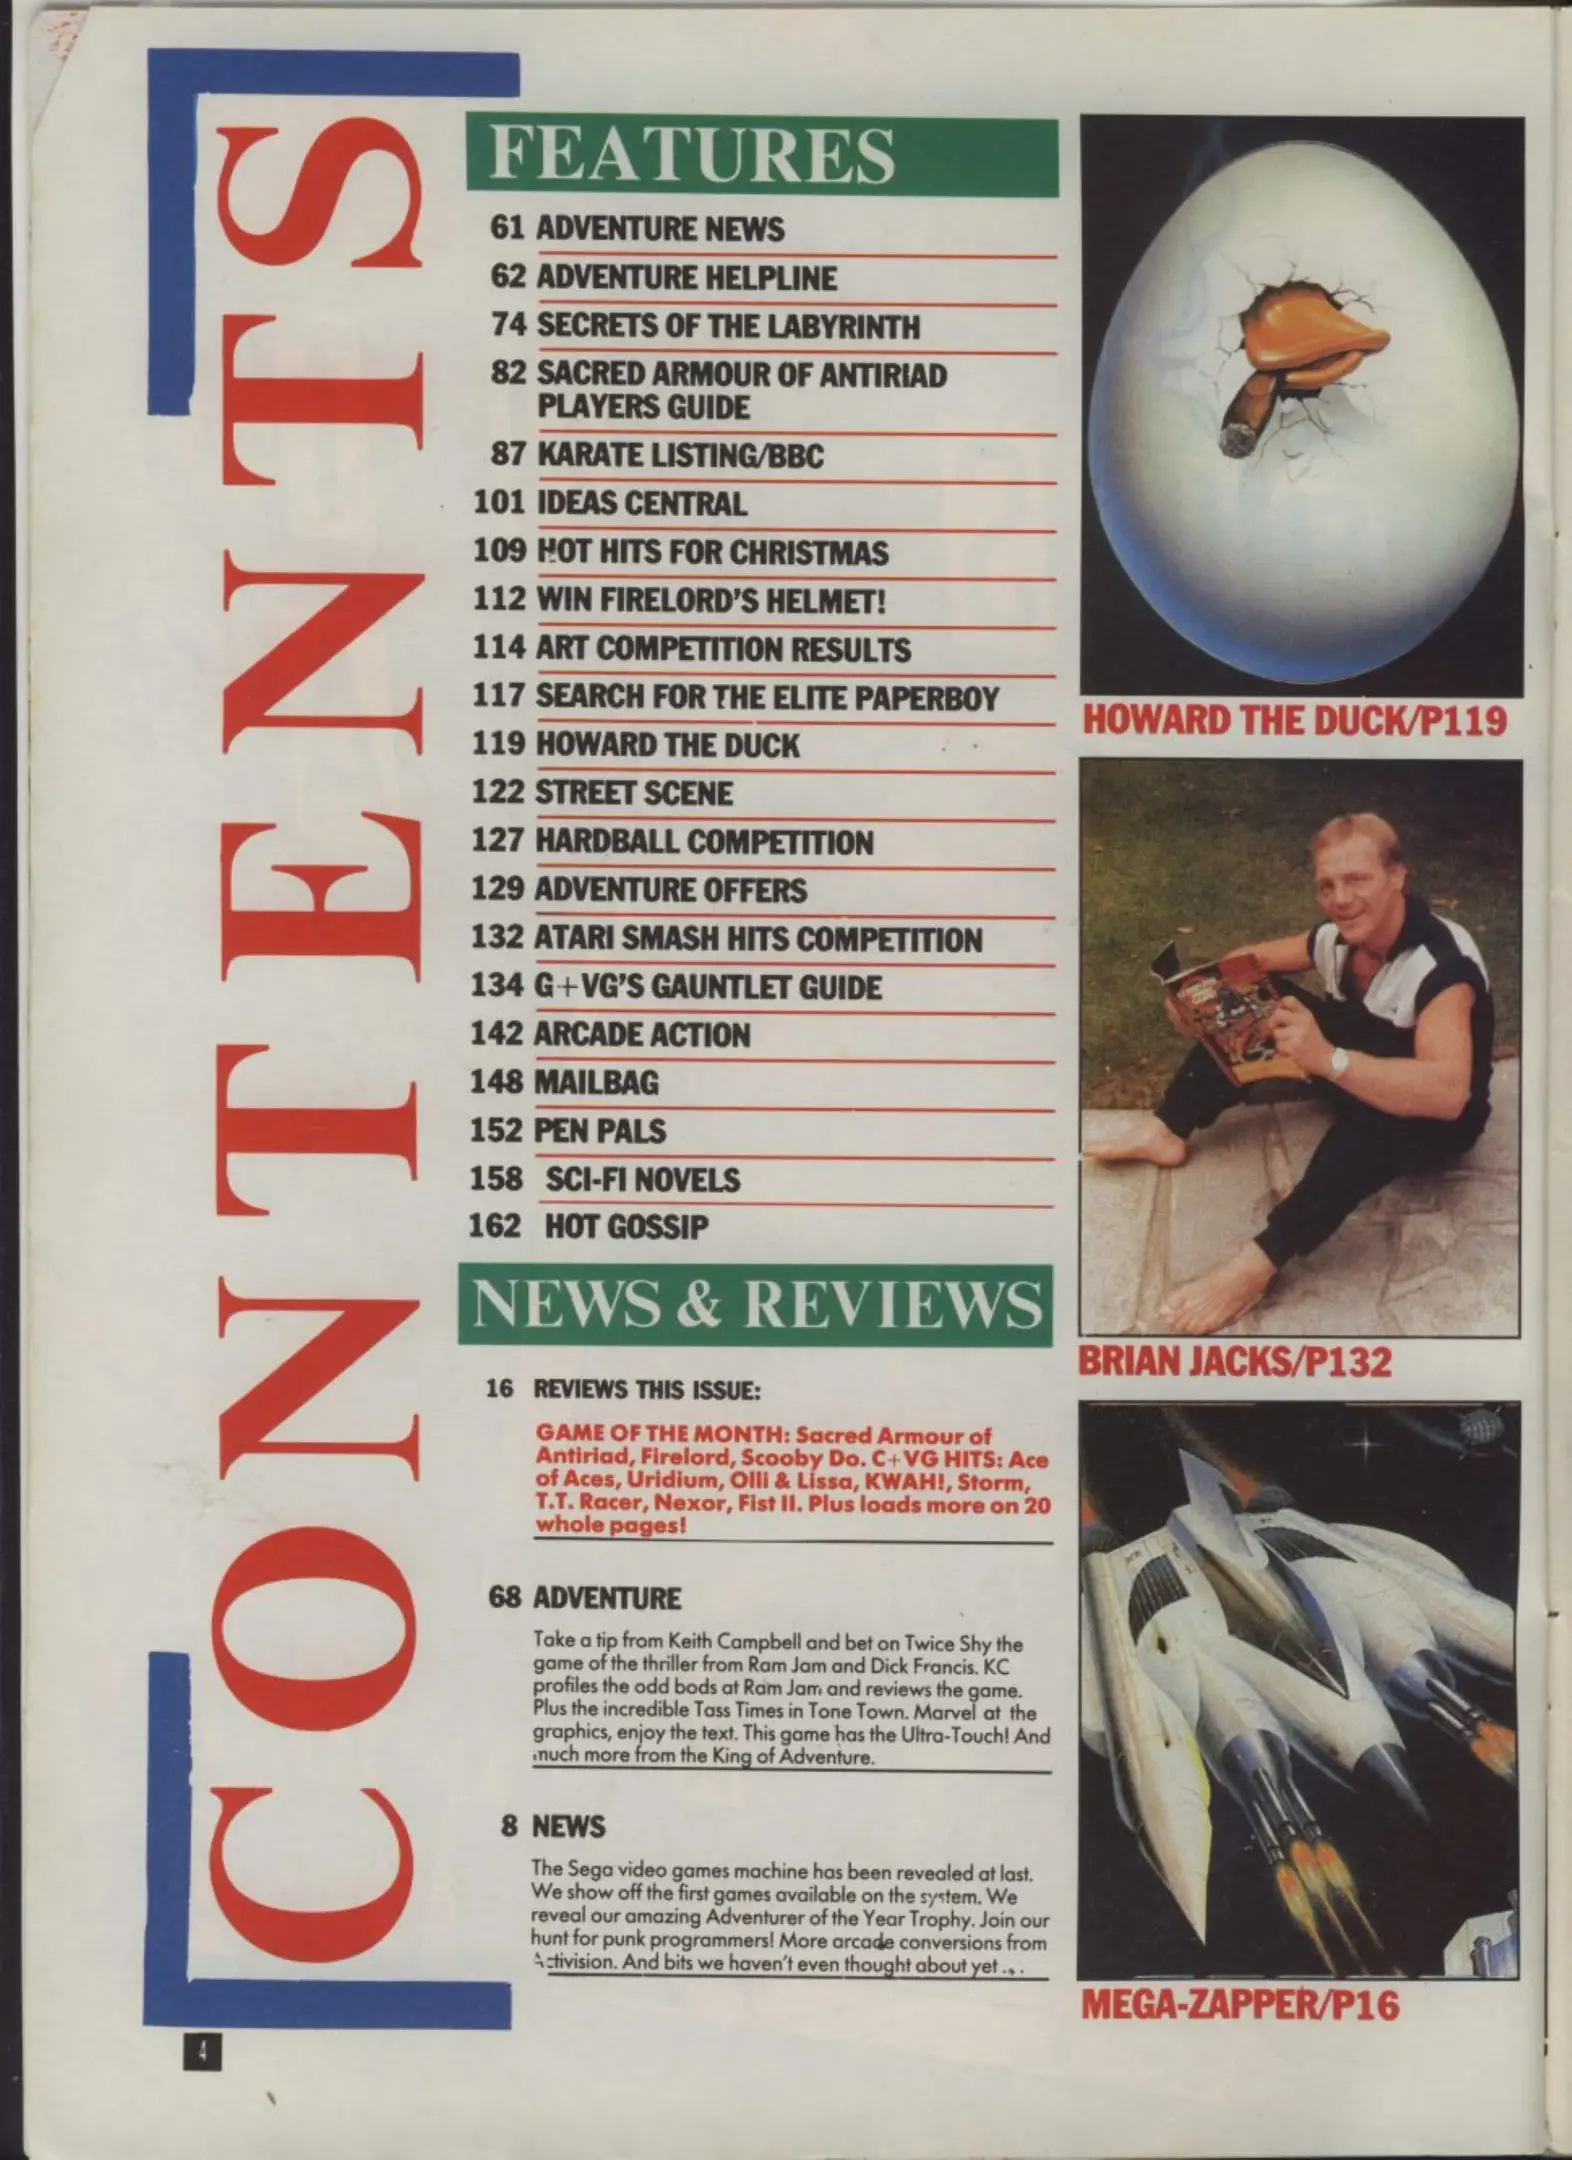 CONTENTS
FEATURES
61 ADVENTURE NEWS
62 ADVENTURE HELPLINE
74 SECRETS OF THE LABYRINTH
82 SACRED ARMOUR OF ANTIRIAD
PLAYERS GUIDE
87 KARATE LISTING/BBC
101 IDEAS CENTRAL
109 HOT HITS FOR CHRISTMAS
112 WIN FIRELORD'S HELMET!
114 ART COMPETITION RESULTS
117 SEARCH FOR THE ELITE PAPERBOY
119 HOWARD THE DUCK
122 STREET SCENE
127 HARDBALL COMPETITION
129 ADVENTURE OFFERS
132 ATARI SMASH HITS COMPETITION
134 G+VG'S GAUNTLET GUIDE
142 ARCADE ACTION
148 MAILBAG
152 PEN PALS
158 SCI-FI NOVELS
162 HOT GOSSIP
NEWS & REVIEWS
16 REVIEWS THIS ISSUE:
GAME OF THE MONTH: Sacred Armour of
Antiriad, Firelord, Scooby Do. C+VG HITS: Ace
of Aces, Uridium, Olli & Lissa, KWAH!, Storm,
T.T. Racer, Nexor, Fist II. Plus loads more on 20
whole pages!
68 ADVENTURE
Take a tip from Keith Campbell and bet on Twice Shy the
game of the thriller from Ram Jam and Dick Francis. KC
profiles the odd bods at Ram Jam and reviews the game.
Plus the incredible Tass Times in Tone Town. Marvel at the
graphics, enjoy the text. This game has the Ultra-Touch! And
much more from the King of Adventure.
8 NEWS
The Sega video games machine has been revealed at last.
We show off the first games available on the system. We
reveal our amazing Adventurer of the Year Trophy. Join our
hunt for punk programmers! More arcade conversions from
Activision. And bits we haven't even thought about yet . . .
HOWARD THE DUCK/P119
BRIAN JACKS/P132
MEGA-ZAPPER/P16
4